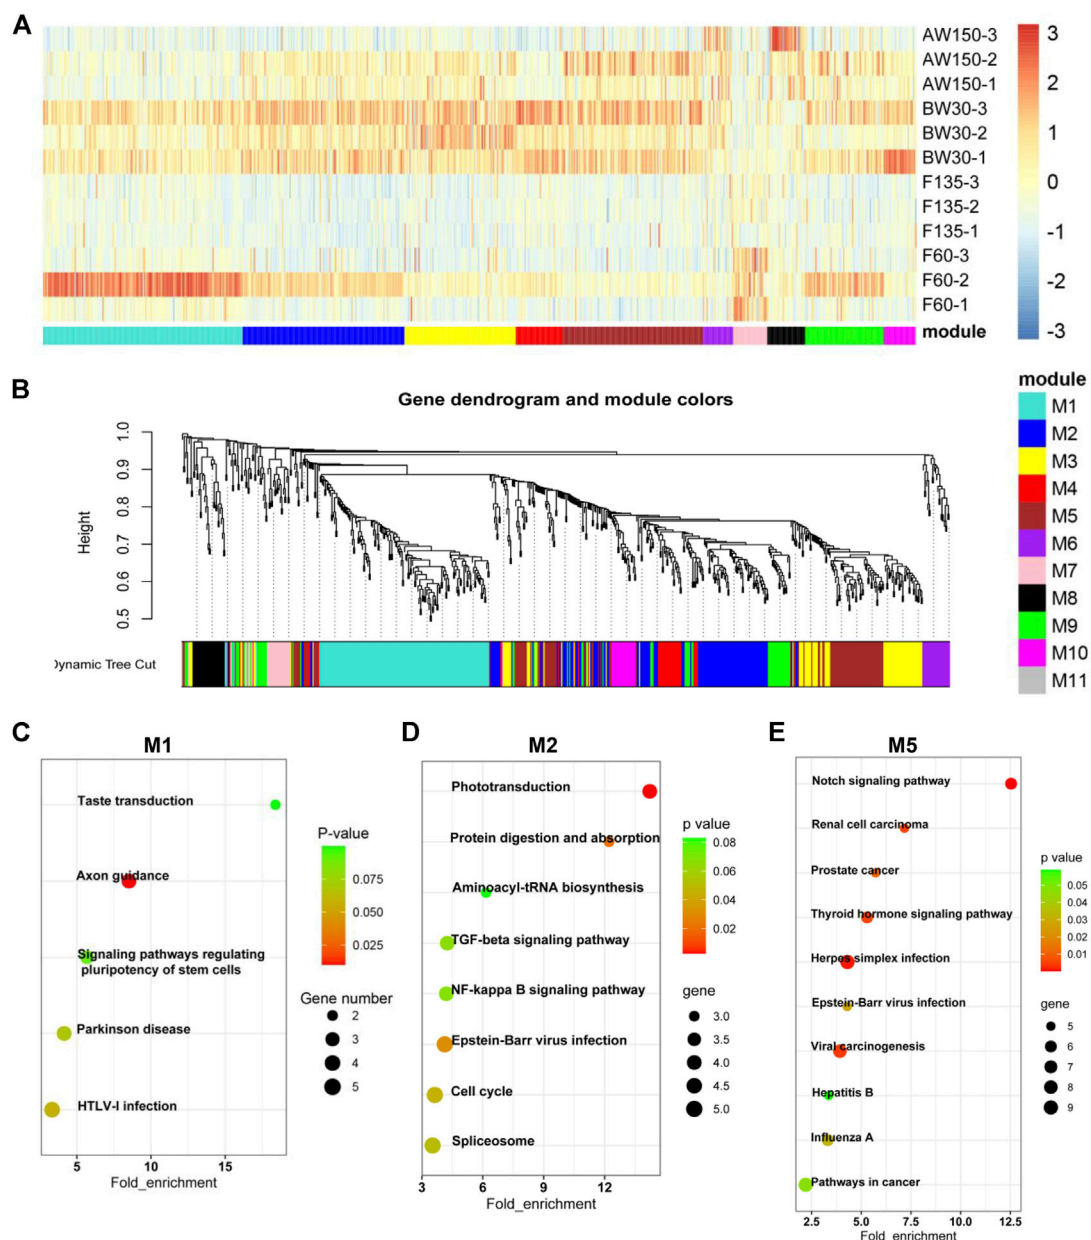 A
AW150-3
AW150-2
AW150-1
BW30-3
BW30-2
BW30-1
F135-3
F135-2
F135-1
F60-3
F60-2
F60-1
module
3
2
1
0
-1
-2
-3
B
Gene dendrogram and module colors
Height
1.0
0.9
0.8
0.7
0.6
0.5
Dynamic Tree Cut
module
M1
M2
M3
M4
M5
M6
M7
M8
M9
M10
M11
C
M1
Taste transduction
Axon guidance
Signaling pathways regulating
pluripotency of stem cells
Parkinson disease
HTLV-I infection
5 10 15
Fold_enrichment
P-value
0.075
0.050
0.025
Gene number
2
3
4
5
D
M2
Phototransduction
Protein digestion and absorption
Aminoacyl-tRNA biosynthesis
TGF-beta signaling pathway
NF-kappa B signaling pathway
Epstein-Barr virus infection
Cell cycle
Spliceosome
3 6 9 12
Fold_enrichment
p value
0.08
0.06
0.04
0.02
gene
3.0
3.5
4.0
4.5
5.0
E
M5
Notch signaling pathway
Renal cell carcinoma
Prostate cancer
Thyroid hormone signaling pathway
Herpes simplex infection
Epstein-Barr virus infection
Viral carcinogenesis
Hepatitis B
Influenza A
Pathways in cancer
2.5 5.0 7.5 10.0 12.5
Fold_enrichment
p value
0.05
0.04
0.03
0.02
0.01
gene
5
6
7
8
9